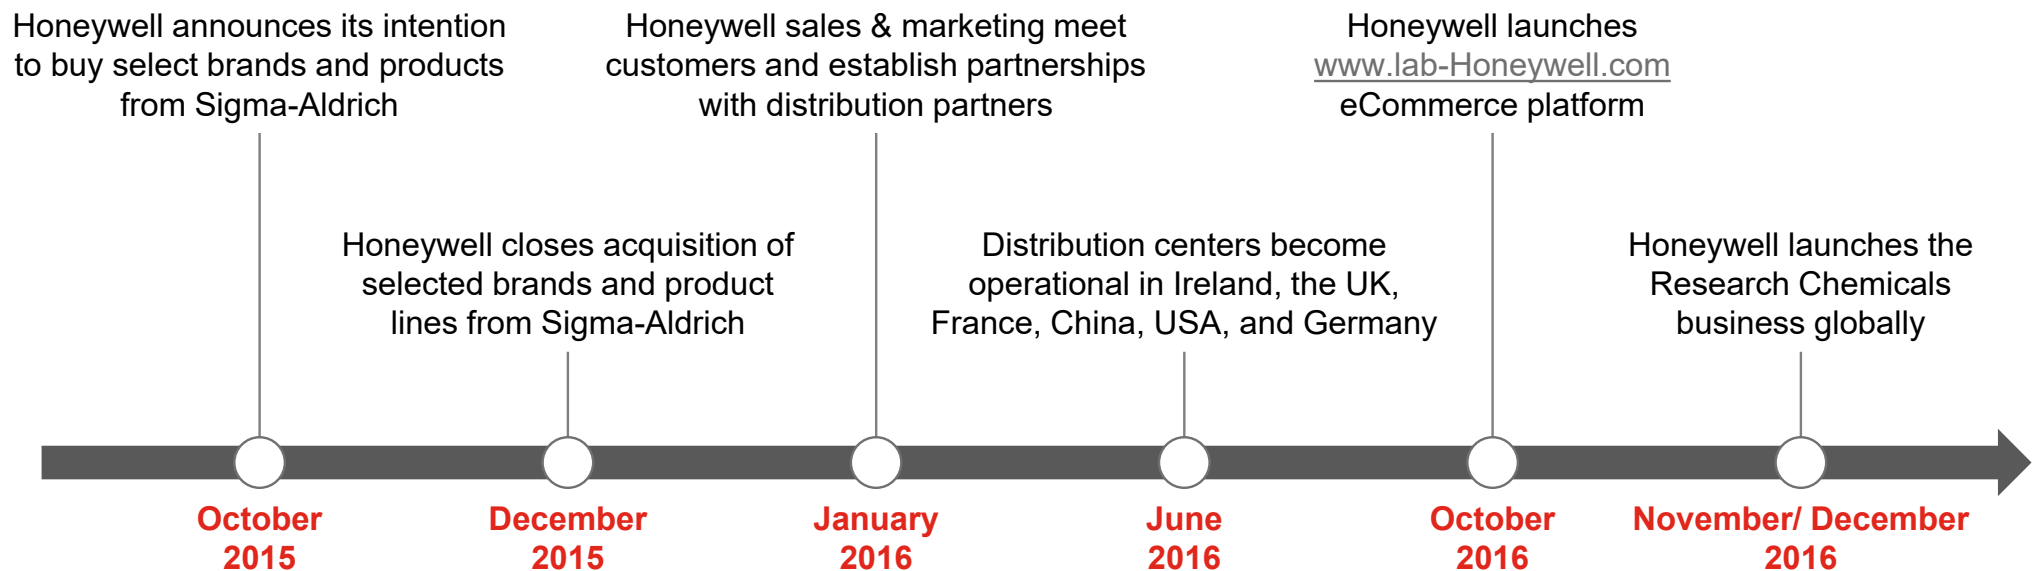 Honeywell announces its intention
to buy select brands and products
from Sigma-Aldrich
Honeywell sales & marketing meet
customers and establish partnerships
with distribution partners
Honeywell launches
www.lab-Honeywell.com
eCommerce platform
Honeywell closes acquisition of
selected brands and product
lines from Sigma-Aldrich
Distribution centers become
operational in Ireland, the UK,
France, China, USA, and Germany
Honeywell launches the
Research Chemicals
business globally
October
2015
December
2015
January
2016
June
2016
October
2016
November/ December
2016